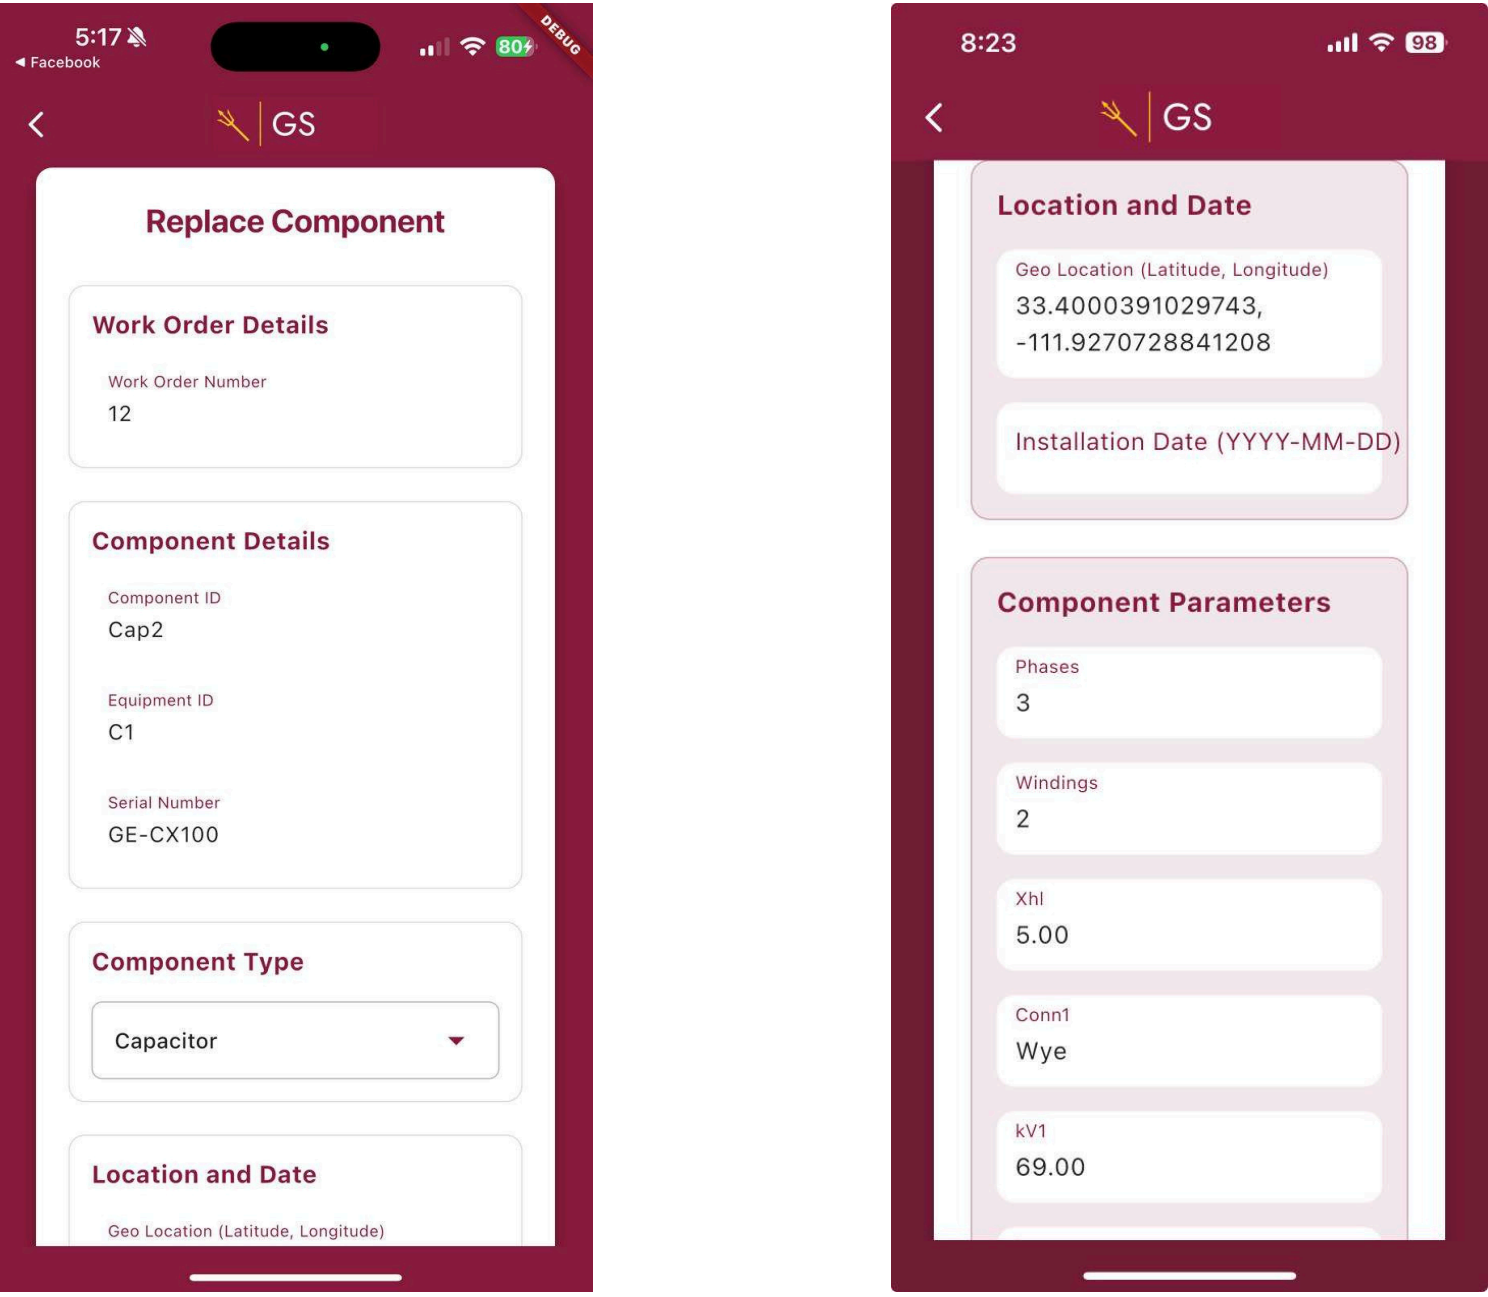 5:17
◄ Facebook
80
DEBUG
GS
Replace Component
Work Order Details
Work Order Number
12
Component Details
Component ID
Cap2
Equipment ID
C1
Serial Number
GE-CX100
Component Type
Capacitor
Location and Date
Geo Location (Latitude, Longitude)
8:23
98
GS
Location and Date
Geo Location (Latitude, Longitude)
33.4000391029743,
-111.9270728841208
Installation Date (YYYY-MM-DD)
Component Parameters
Phases
3
Windings
2
Xhl
5.00
Conn1
Wye
kV1
69.00